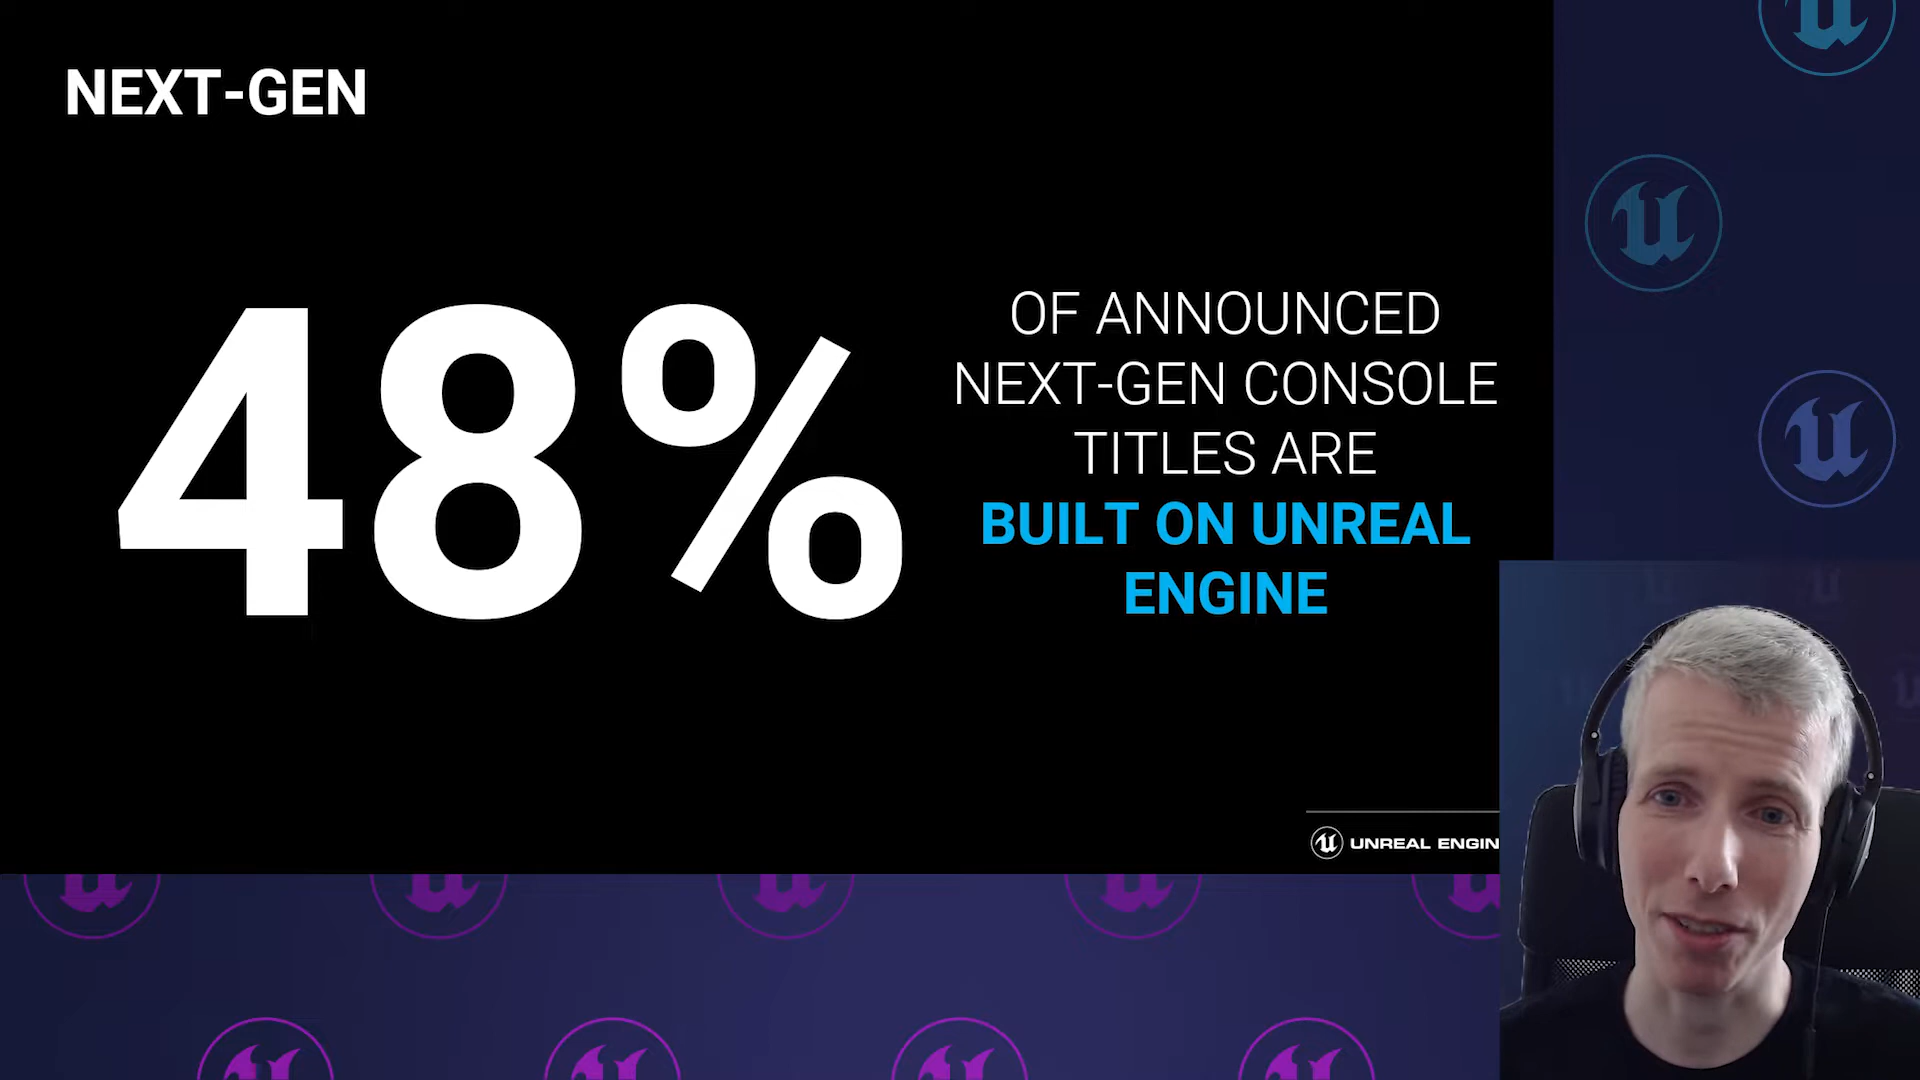 NEXT-GEN
48%
OF ANNOUNCED
NEXT-GEN CONSOLE
TITLES ARE
BUILT ON UNREAL
ENGINE
UNREAL ENGIN